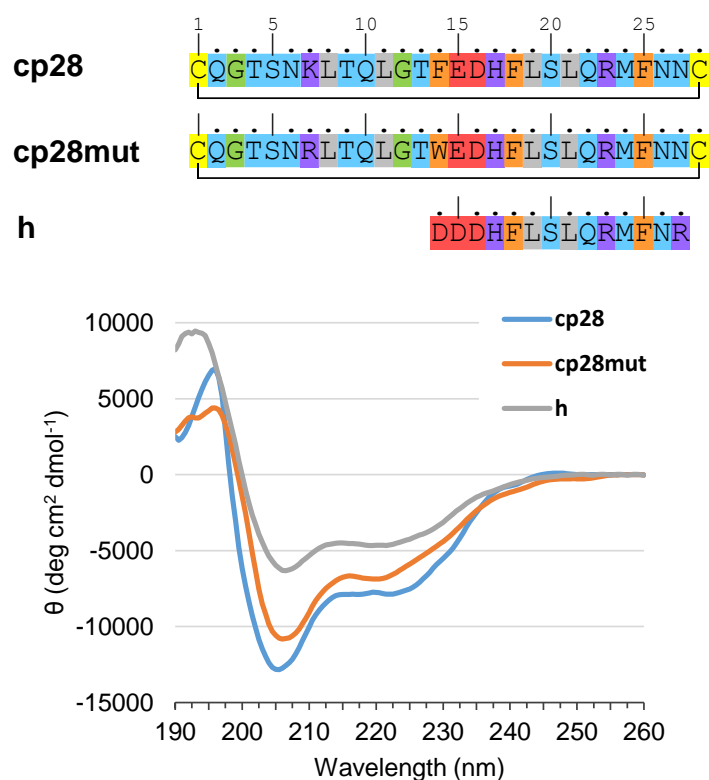 1 5 10 15 20 25
cp28 CQGTSNKLTQLGTFEDHFLSLQRMFNNC
cp28mut CQGTSNRLTQLGTWEDHFLSLQRMFNNC
h DDDHFLSLQRMFNR
cp28
cp28mut
h
10000
5000
0
-5000
-10000
-15000
θ (deg cm² dmol⁻¹)
190 200 210 220 230 240 250 260
Wavelength (nm)